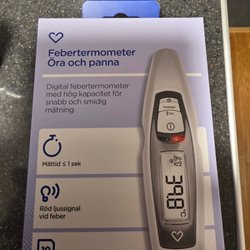 Febertermometer
Öra och panna
Digital febertermometer
med hög kapacitet för
snabb och smidig
mätning
Mättid ≤ 1 sek
Röd ljussignal
vid feber
10